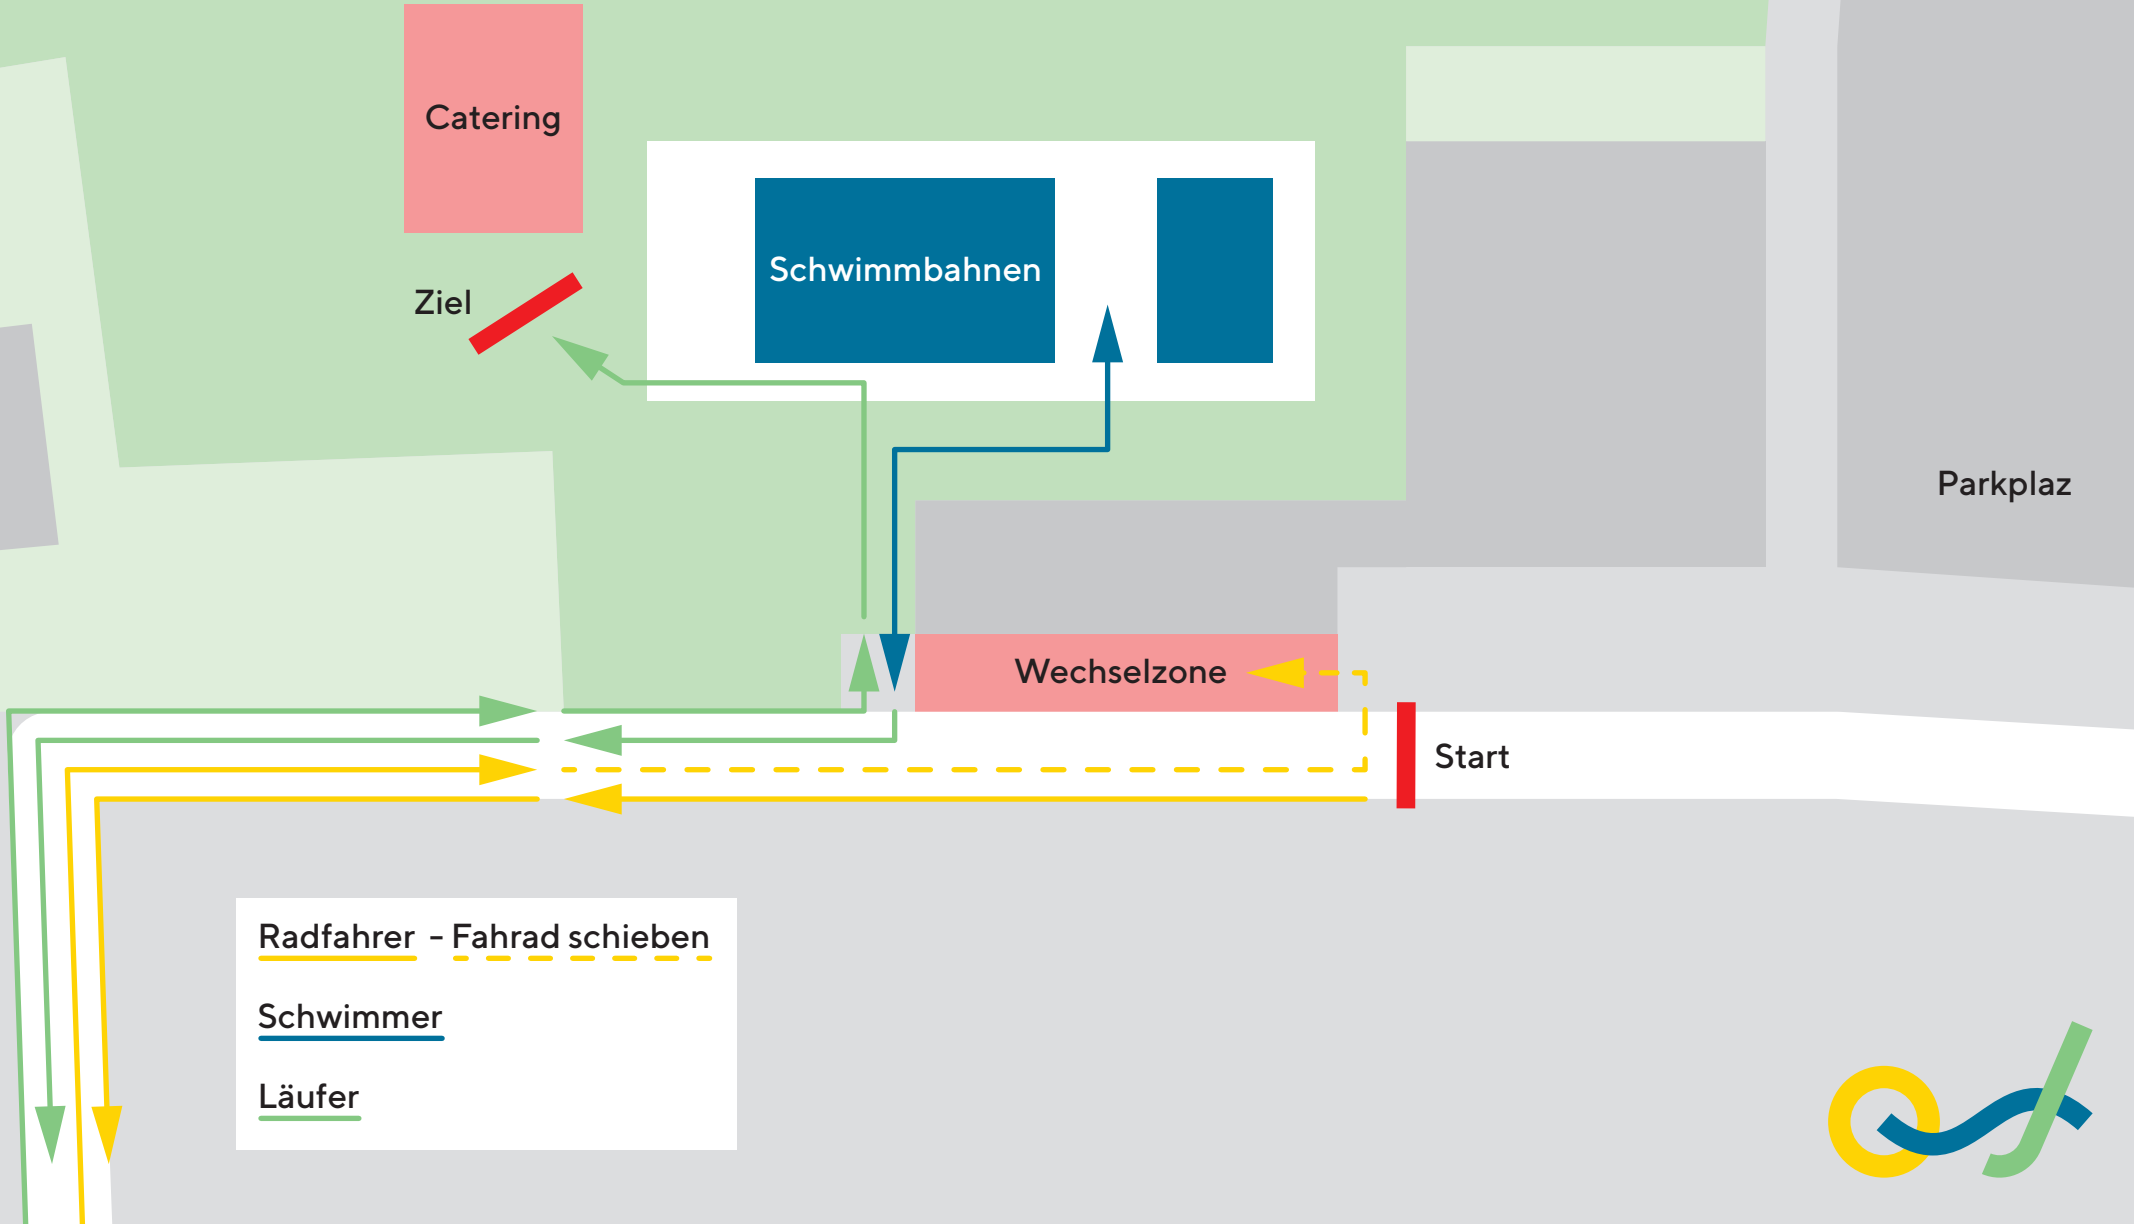 Catering
Schwimmbahnen
Ziel
Parkplaz
Wechselzone
Start
Radfahrer - Fahrad schieben
Schwimmer
Läufer